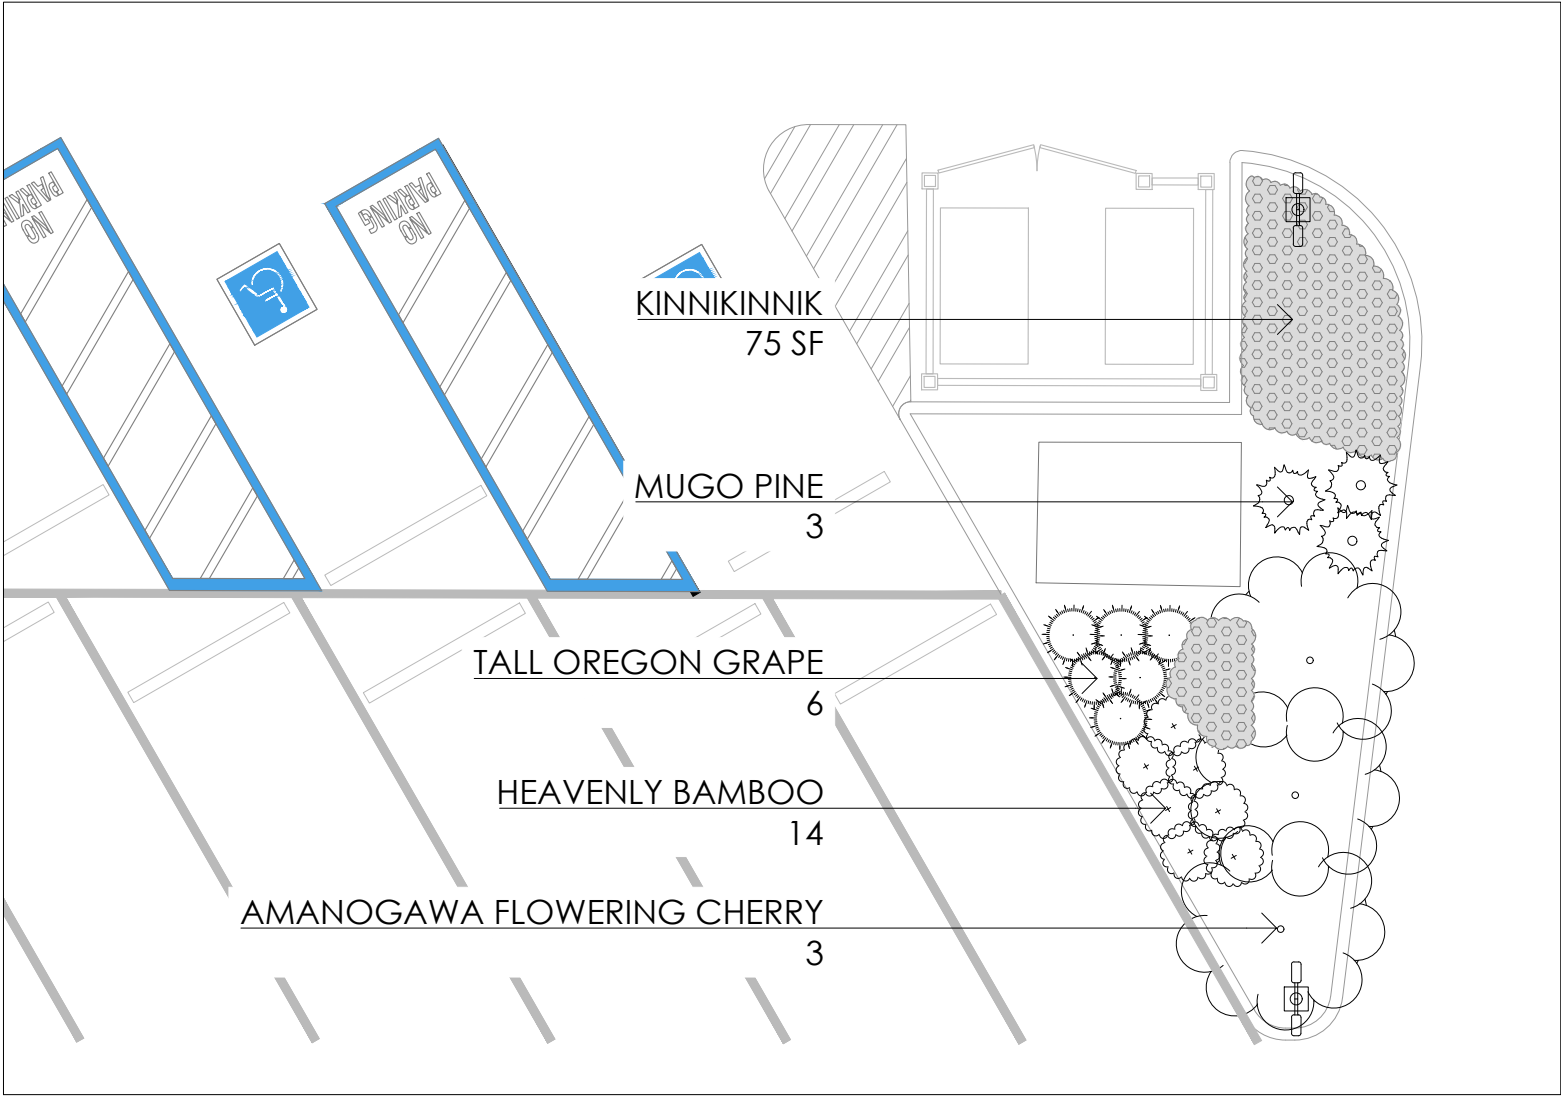 NO
PARKIN
NO
PARKING
KINNIKINNIK
75 SF
MUGO PINE
3
TALL OREGON GRAPE
6
HEAVENLY BAMBOO
14
AMANOGAWA FLOWERING CHERRY
3